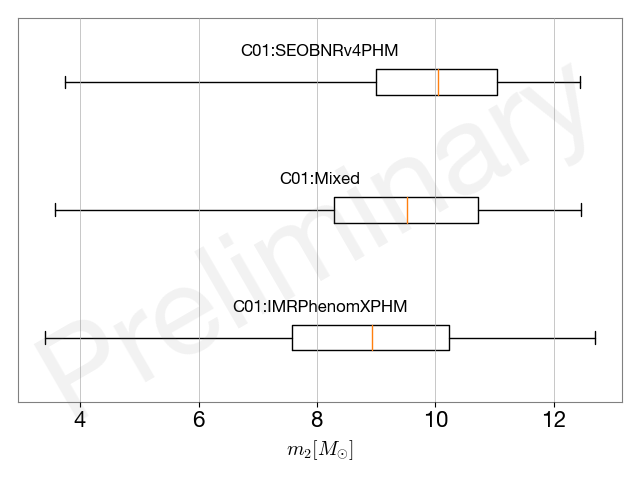 C01:SEOBNRv4PHM
C01:Mixed
C01:IMRPhenomXPHM
Preliminary
4 6 8 10 12
m₂[M⊙]